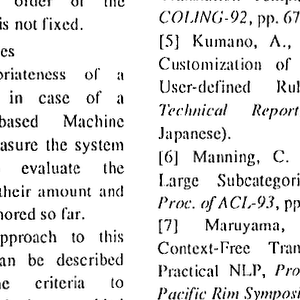 order of the
is not fixed.
es
priateness of a
in case of a
based Machine
asure the system
evaluate the
their amount and
nored so far.
pproach to this
an be described
criteria to
COLING-92, pp. 67
[5] Kumano, A.,
Customization of
User-defined Rul
Technical Report
Japanese).
[6] Manning, C.
Large Subcategori
Proc. of ACL-93, pp
[7] Maruyama,
Context-Free Tran
Practical NLP, Pro
Pacific Rim Symposi